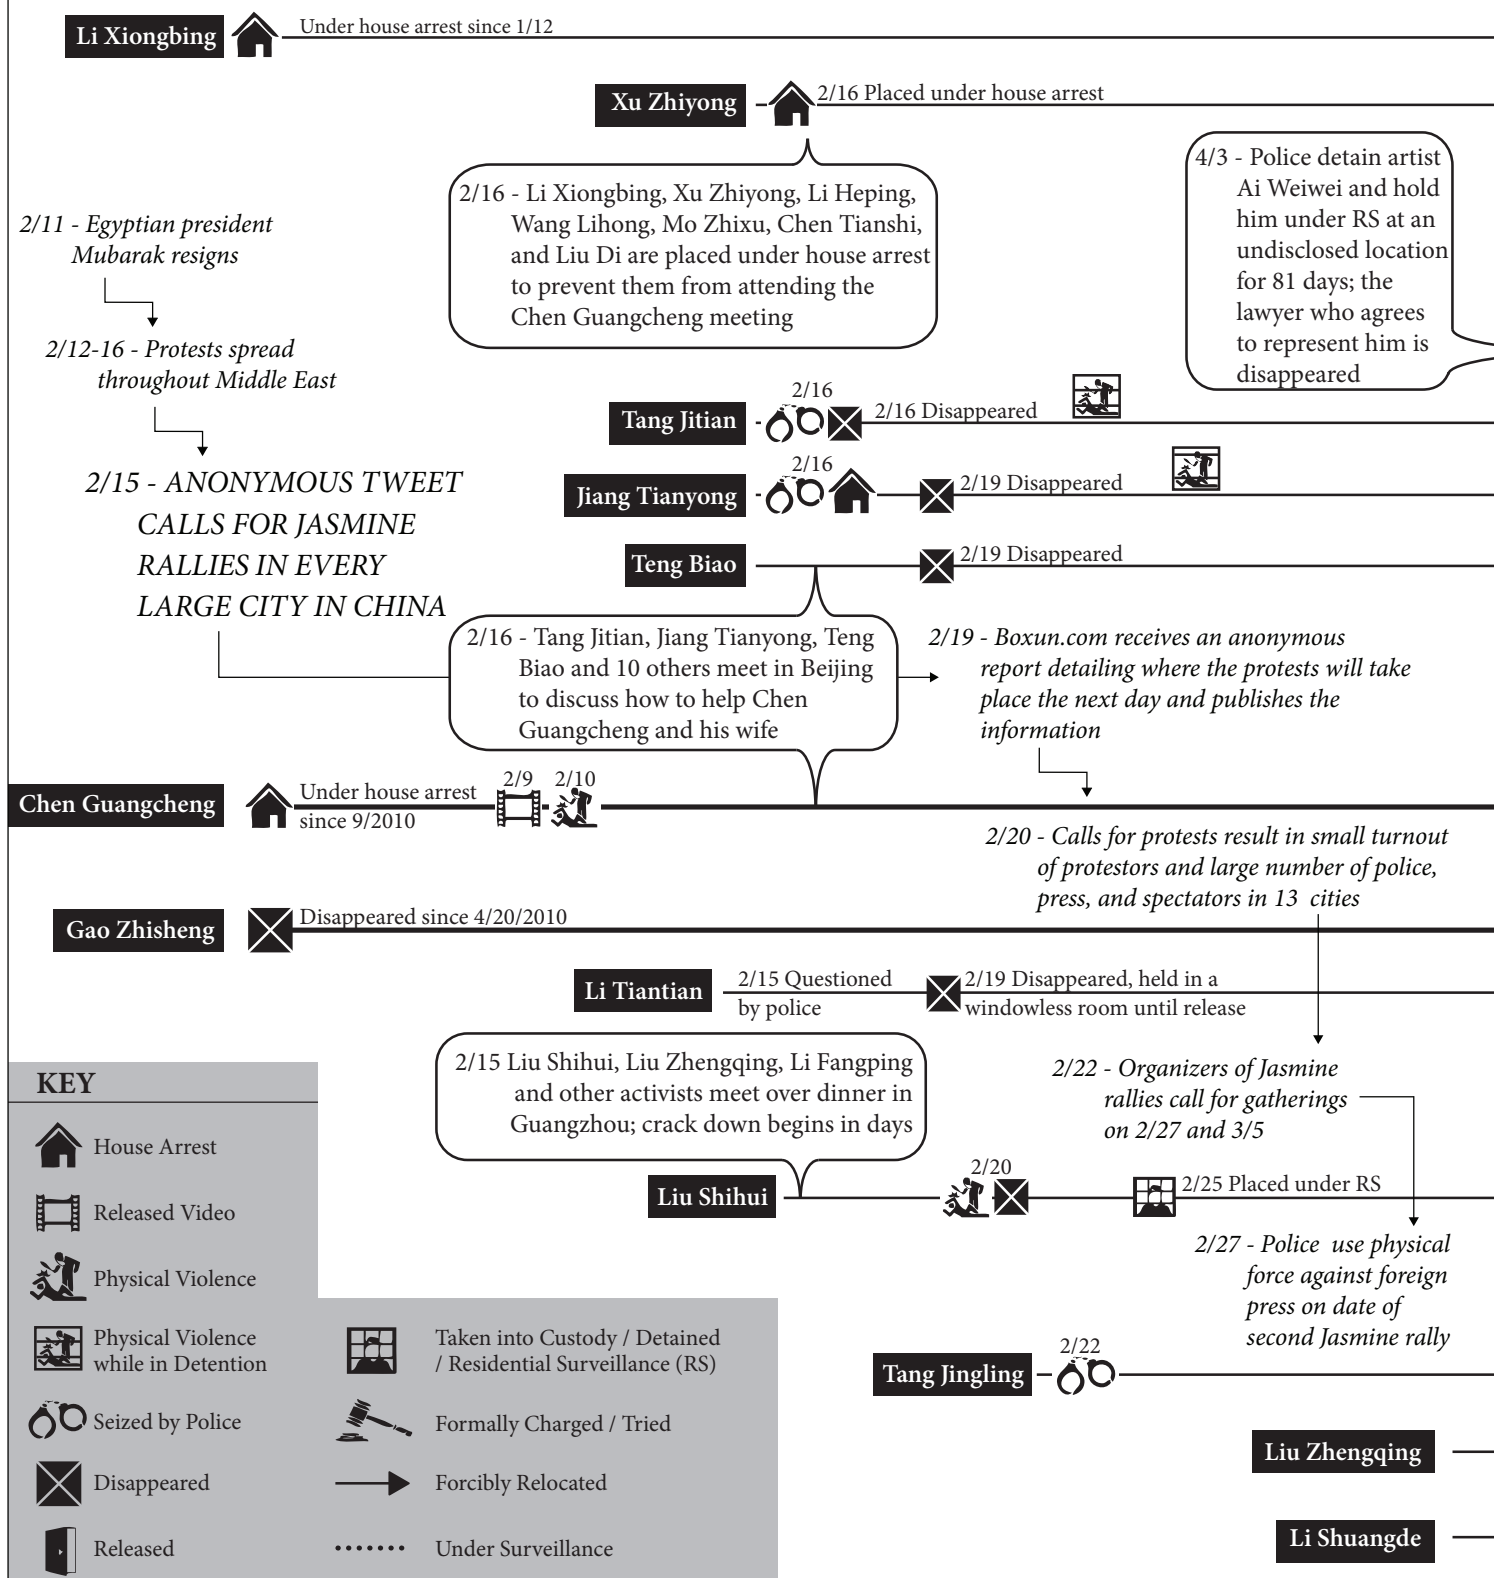 Li Xiongbing
Under house arrest since 1/12
Xu Zhiyong
2/16 Placed under house arrest
2/16 - Li Xiongbing, Xu Zhiyong, Li Heping,
Wang Lihong, Mo Zhixu, Chen Tianshi,
and Liu Di are placed under house arrest
to prevent them from attending the
Chen Guangcheng meeting
4/3 - Police detain artist
Ai Weiwei and hold
him under RS at an
undisclosed location
for 81 days; the
lawyer who agrees
to represent him is
disappeared
2/11 - Egyptian president
Mubarak resigns
2/12-16 - Protests spread
throughout Middle East
2/15 - ANONYMOUS TWEET
CALLS FOR JASMINE
RALLIES IN EVERY
LARGE CITY IN CHINA
Tang Jitian
2/16
2/16 Disappeared
Jiang Tianyong
2/16
2/19 Disappeared
Teng Biao
2/19 Disappeared
2/16 - Tang Jitian, Jiang Tianyong, Teng
Biao and 10 others meet in Beijing
to discuss how to help Chen
Guangcheng and his wife
2/19 - Boxun.com receives an anonymous
report detailing where the protests will take
place the next day and publishes the
information
Chen Guangcheng
Under house arrest
since 9/2010
2/9
2/10
2/20 - Calls for protests result in small turnout
of protestors and large number of police,
press, and spectators in 13 cities
Gao Zhisheng
Disappeared since 4/20/2010
Li Tiantian
2/15 Questioned
by police
2/19 Disappeared, held in a
windowless room until release
2/15 Liu Shihui, Liu Zhengqing, Li Fangping
and other activists meet over dinner in
Guangzhou; crack down begins in days
2/22 - Organizers of Jasmine
rallies call for gatherings
on 2/27 and 3/5
Liu Shihui
2/20
2/25 Placed under RS
2/27 - Police use physical
force against foreign
press on date of
second Jasmine rally
Tang Jingling
2/22
Liu Zhengqing
Li Shuangde
KEY
House Arrest
Released Video
Physical Violence
Physical Violence
while in Detention
Seized by Police
Disappeared
Released
Taken into Custody / Detained
/ Residential Surveillance (RS)
Formally Charged / Tried
Forcibly Relocated
Under Surveillance